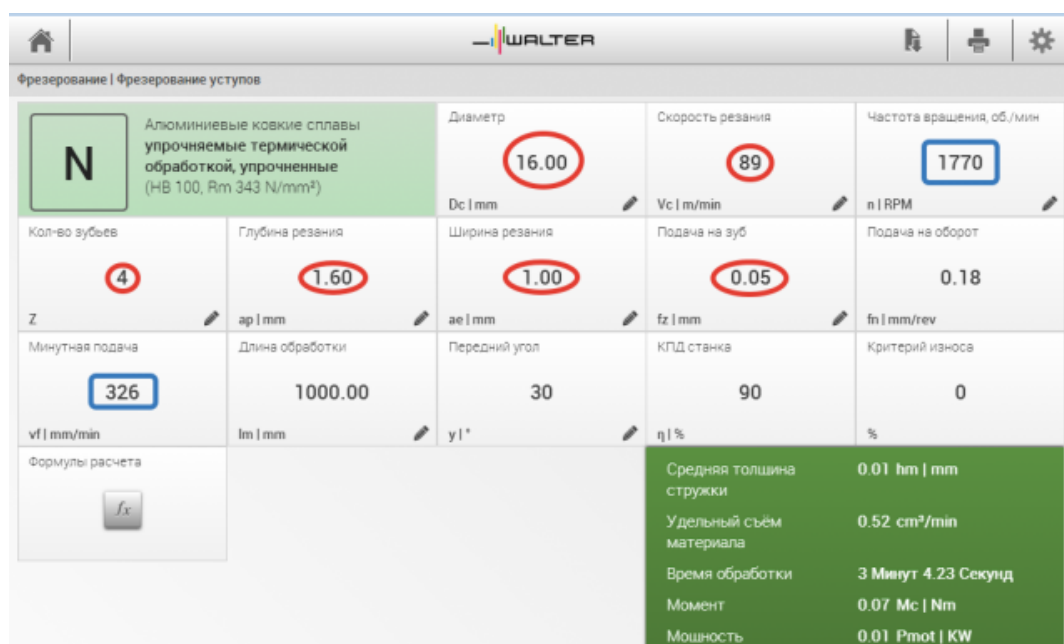 WALTER
Фрезерование | Фрезерование уступов
N
Алюминиевые ковкие сплавы
упрочняемые термической
обработкой, упрочненные
(HB 100, Rm 343 N/mm²)
Диаметр
16.00
Dc | mm
Скорость резания
89
Vc | m/min
Частота вращения, об./мин
1770
n | RPM
Кол-во зубьев
4
Z
Глубина резания
1.60
ap | mm
Ширина резания
1.00
ae | mm
Подача на зуб
0.05
fz | mm
Подача на оборот
0.18
fn | mm/rev
Минутная подача
326
vf | mm/min
Длина обработки
1000.00
lm | mm
Передний угол
30
y | °
КПД станка
90
η | %
Критерий износа
0
%
Формулы расчета
fx
Средняя толщина
стружки
0.01 hm | mm
Удельный съём
материала
0.52 cm³/min
Время обработки
3 Минут 4.23 Секунд
Момент
0.07 Mc | Nm
Мощность
0.01 Pmot | KW